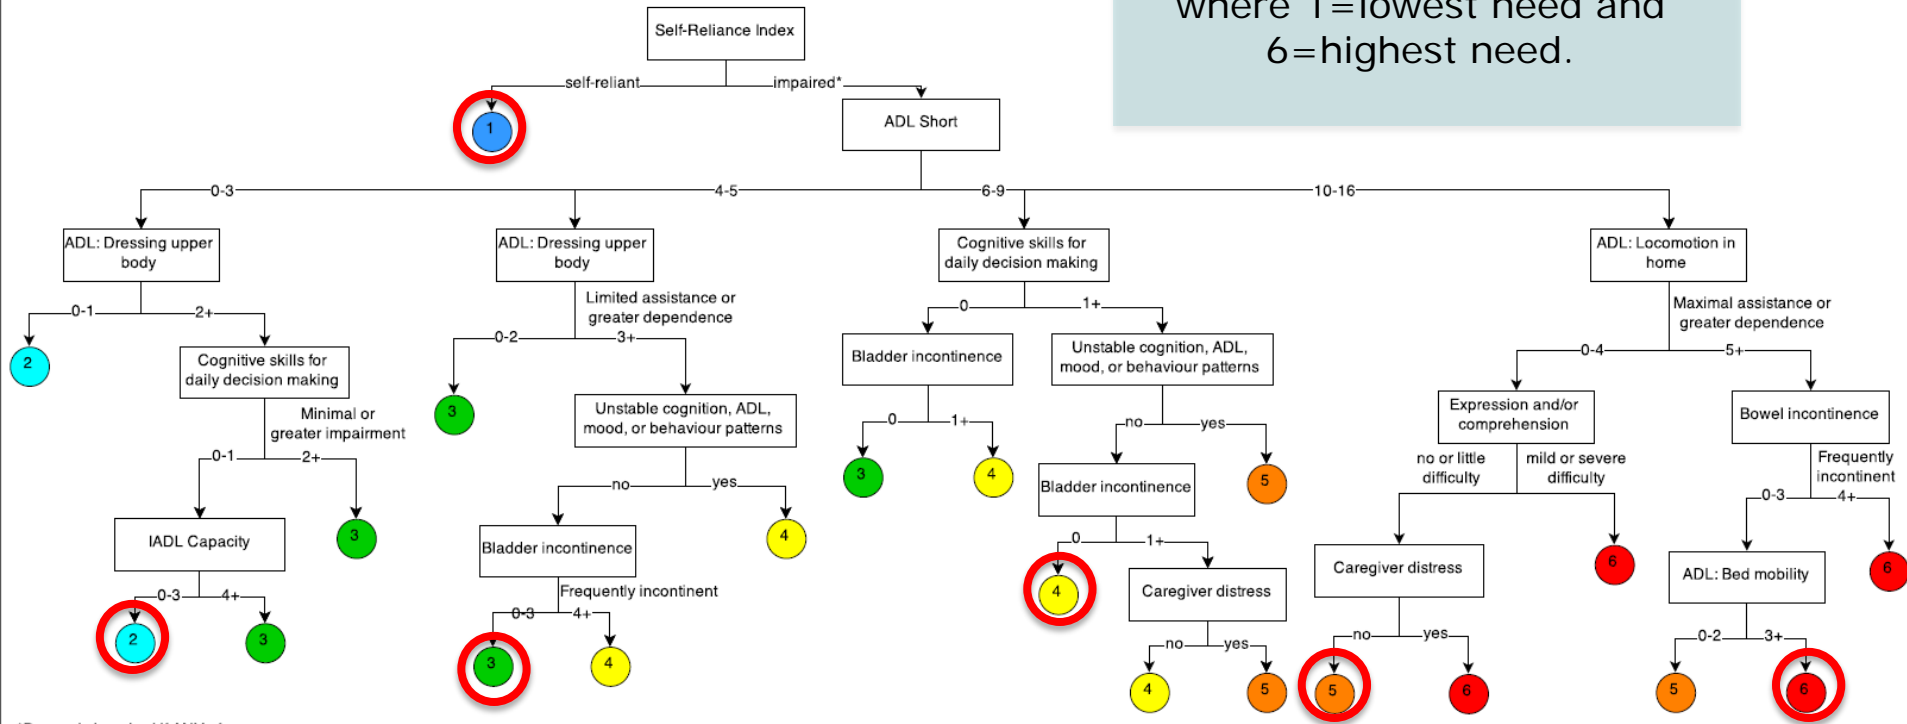 where 1=lowest need and
6=highest need.
Self-Reliance Index
self-reliant
impaired*
1
ADL Short
0-3
4-5
6-9
10-16
ADL: Dressing upper
body
0-1
2+
2
Cognitive skills for
daily decision making
Minimal or
greater impairment
0-1
2+
IADL Capacity
3
0-3
4+
2
3
ADL: Dressing upper
body
Limited assistance or
greater dependence
0-2
3+
3
Unstable cognition, ADL,
mood, or behaviour patterns
no
yes
Bladder incontinence
4
Frequently incontinent
0-3
4+
3
4
Cognitive skills for
daily decision making
0
1+
Bladder incontinence
0
1+
3
4
Unstable cognition, ADL,
mood, or behaviour patterns
no
yes
Bladder incontinence
5
0
1+
4
Caregiver distress
no
yes
4
5
ADL: Locomotion in
home
Maximal assistance or
greater dependence
0-4
5+
Expression and/or
comprehension
no or little
difficulty
mild or severe
difficulty
Caregiver distress
6
no
yes
5
6
Bowel incontinence
Frequently
incontinent
0-3
4+
ADL: Bed mobility
6
0-2
3+
5
6